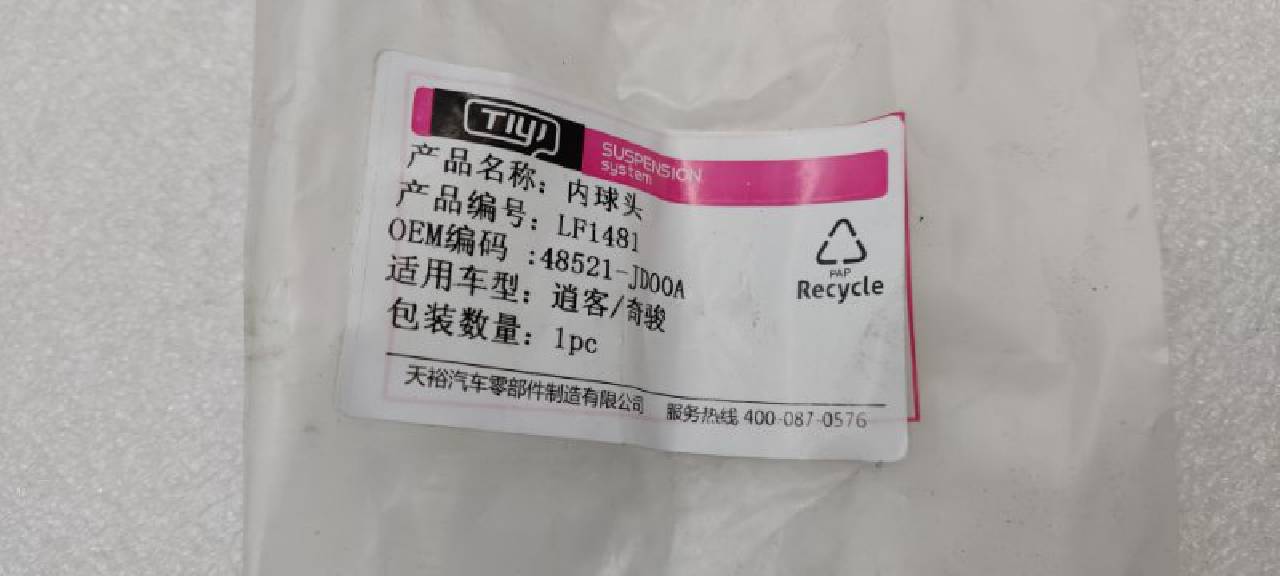 TIYI
SUSPENSION
system
产品名称：内球头
产品编号：LF1481
OEM编码 :48521-JD00A
适用车型：逍客/奇骏
包装数量：1pc
PAP
Recycle
天裕汽车零部件制造有限公司 服务热线 400-087-0576